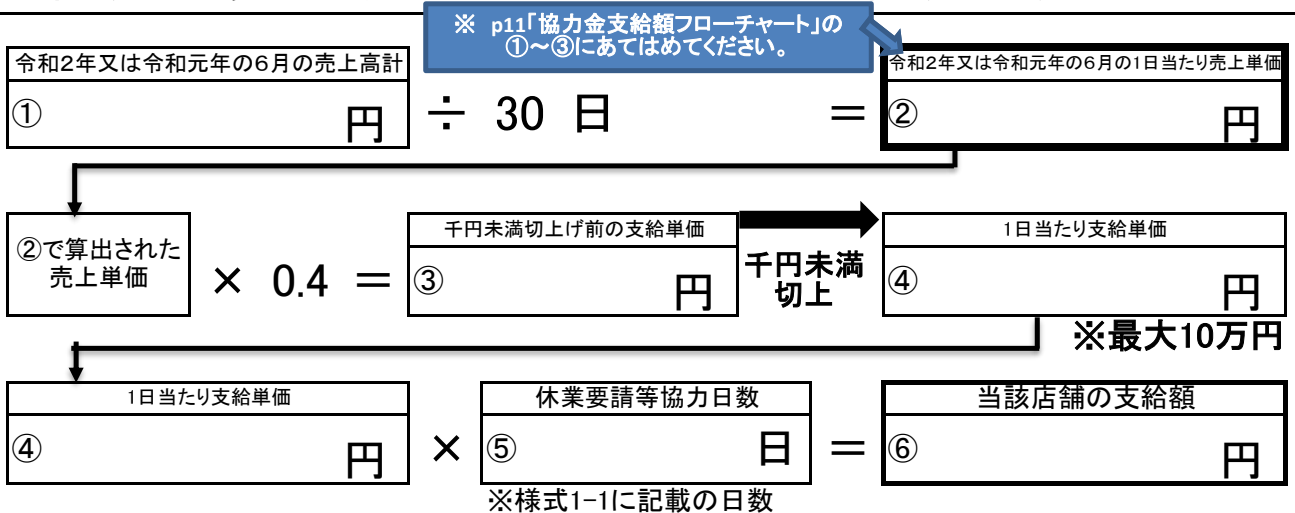 ※ p11「協力金支給額フローチャート」の
①～③にあてはめてください。
令和2年又は令和元年の6月の売上高計
① 円
÷ 30 日 ＝
令和2年又は令和元年の6月の1日当たり売上単価
② 円
②で算出された
売上単価
× 0.4 ＝
千円未満切上げ前の支給単価
③ 円
千円未満
切上
1日当たり支給単価
④ 円
※最大10万円
1日当たり支給単価
④ 円
×
休業要請等協力日数
⑤ 日
※様式1-1に記載の日数
＝
当該店舗の支給額
⑥ 円